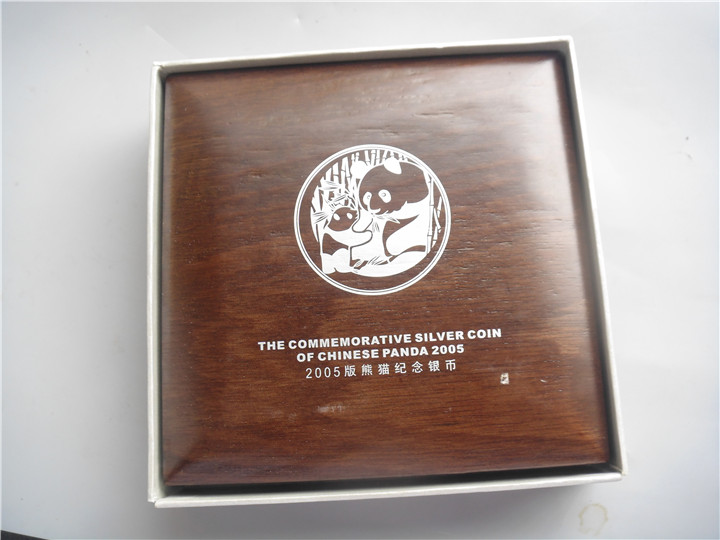 THE COMMEMORATIVE SILVER COIN
OF CHINESE PANDA 2005
2005版熊猫纪念银币